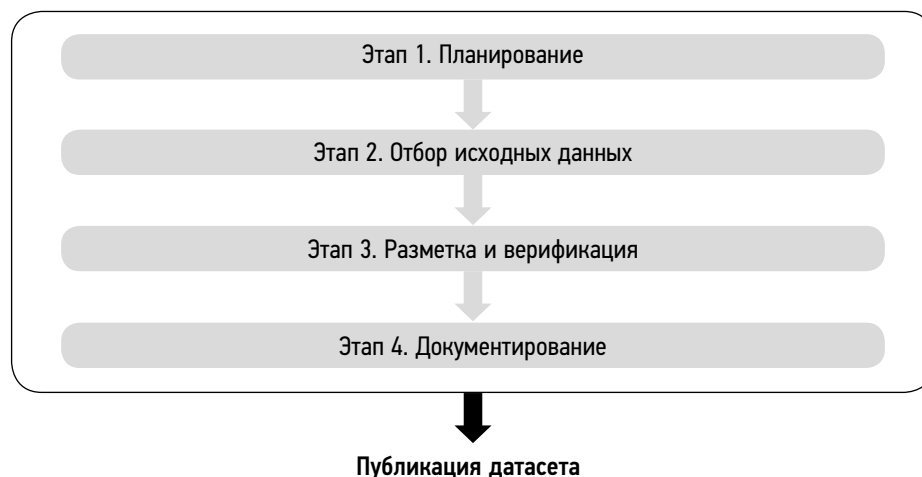 Этап 1. Планирование
Этап 2. Отбор исходных данных
Этап 3. Разметка и верификация
Этап 4. Документирование
Публикация датасета